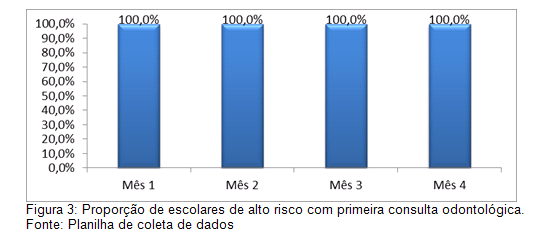 100,0% 100,0% 100,0% 100,0%
100,0%
90,0%
80,0%
70,0%
60,0%
50,0%
40,0%
30,0%
20,0%
10,0%
0,0%
Mês 1 Mês 2 Mês 3 Mês 4
Figura 3: Proporção de escolares de alto risco com primeira consulta odontológica.
Fonte: Planilha de coleta de dados